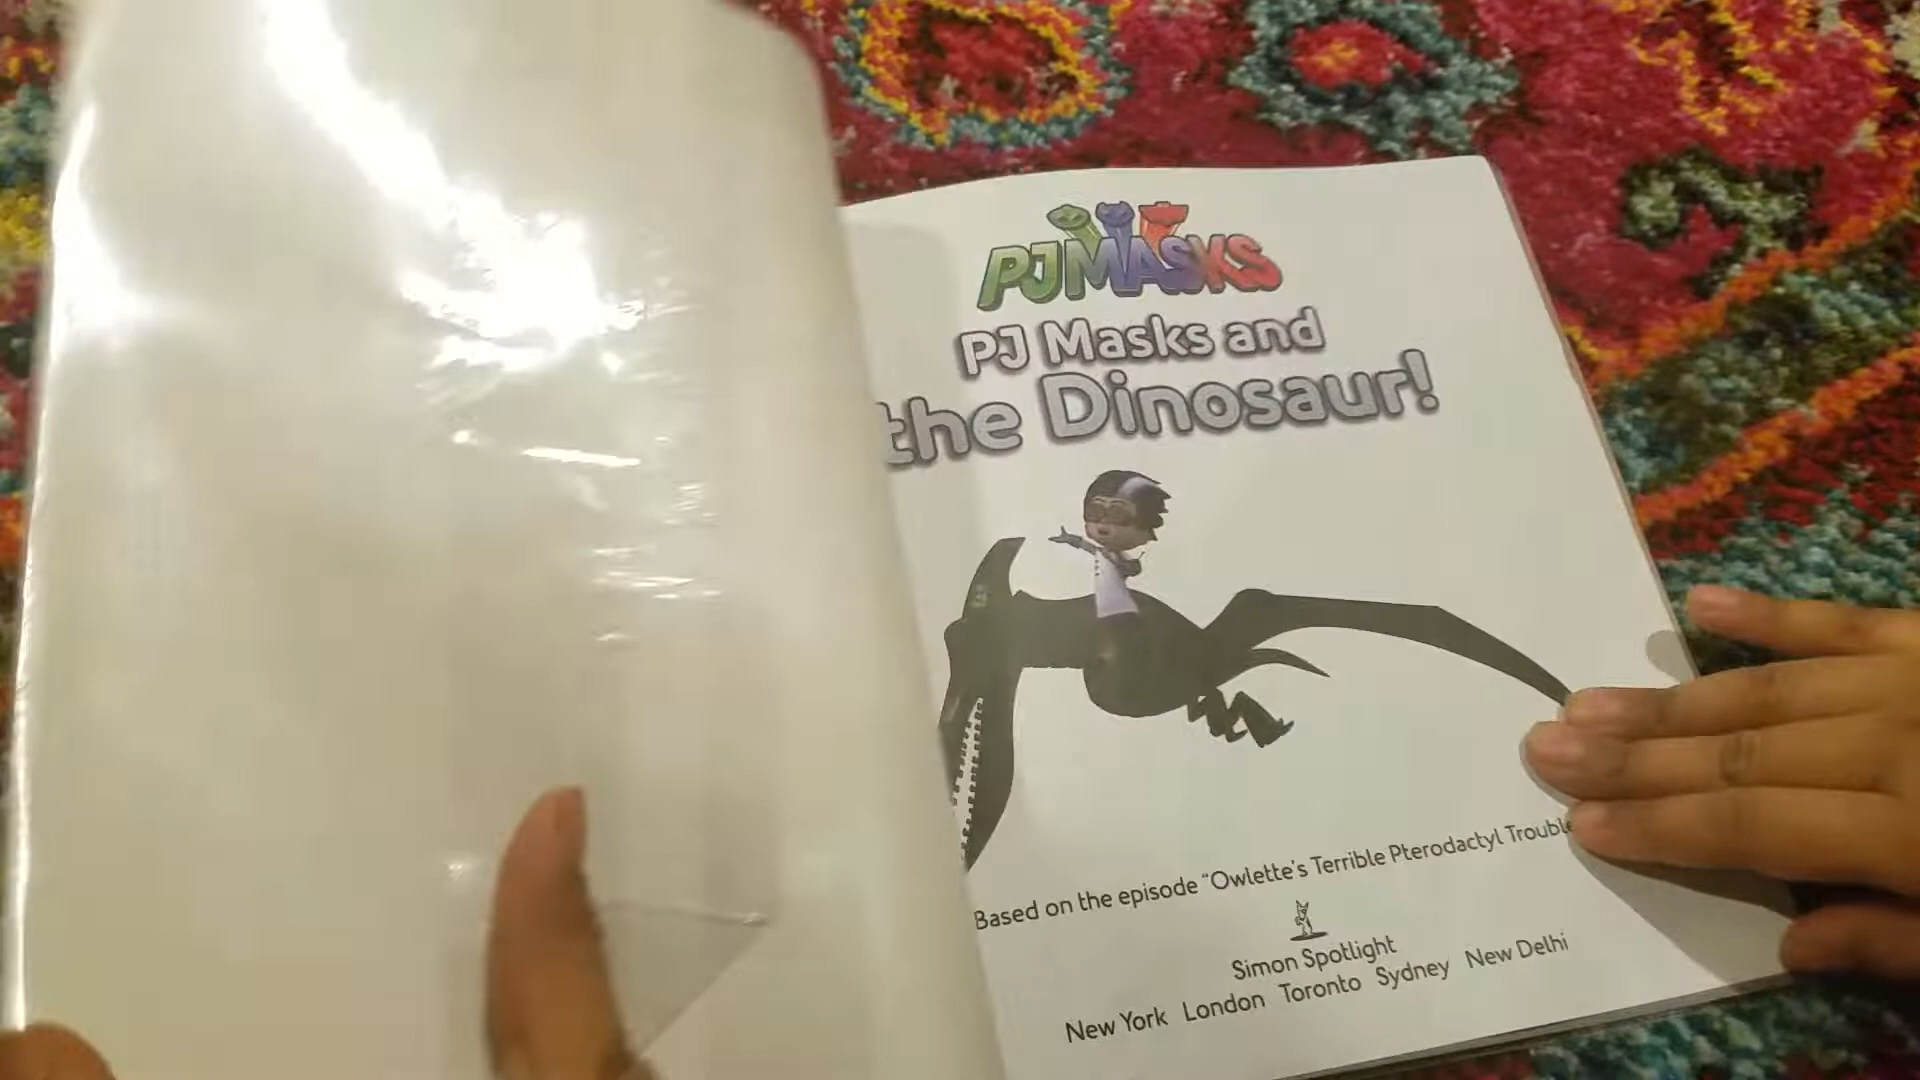 PJ MASKS
PJ Masks and
the Dinosaur!
Based on the episode “Owlette's Terrible Pterodactyl Trouble
Simon Spotlight
New York London Toronto Sydney New Delhi